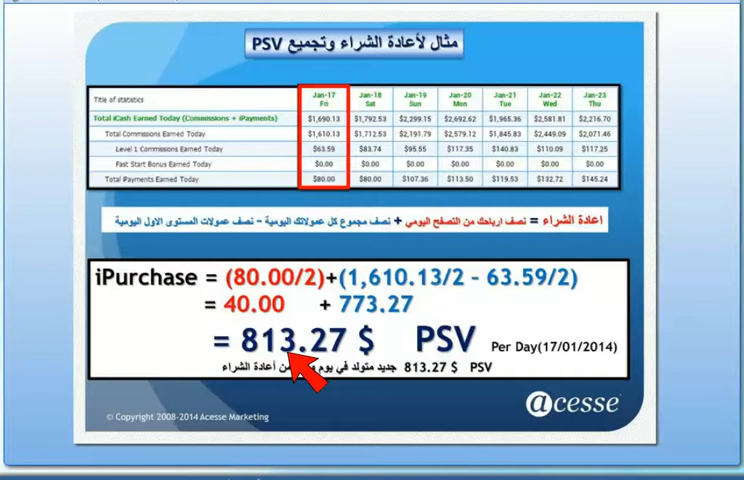 مثال لأعادة الشراء وتجميع PSV
Title of statistics Jan-17 Fri Jan-18 Sat Jan-19 Sun Jan-20 Mon Jan-21 Tue Jan-22 Wed Jan-23 Thu
Total iCash Earned Today (Commissions + iPayments) $1,690.13 $1,792.53 $2,299.15 $2,692.62 $1,965.36 $2,581.81 $2,216.70
Total Commissions Earned Today $1,610.13 $1,712.53 $2,191.79 $2,579.12 $1,845.83 $2,449.09 $2,071.46
Level 1 Commissions Earned Today $63.59 $83.74 $95.55 $117.35 $140.83 $110.09 $117.25
Fast Start Bonus Earned Today $0.00 $0.00 $0.00 $0.00 $0.00 $0.00 $0.00
Total iPayments Earned Today $80.00 $80.00 $107.36 $113.50 $119.53 $132.72 $145.24
اعادة الشراء = نصف ارباحك من التصفح اليومي + نصف مجموع كل عمولاتك اليومية - نصف عمولات المستوى الاول اليومية
iPurchase = (80.00/2)+(1,610.13/2 - 63.59/2)
= 40.00 + 773.27
= 813.27 $ PSV Per Day(17/01/2014)
PSV $ 813.27 جديد متولد في يوم من أعادة الشراء
© Copyright 2008-2014 Acesse Marketing
acesse